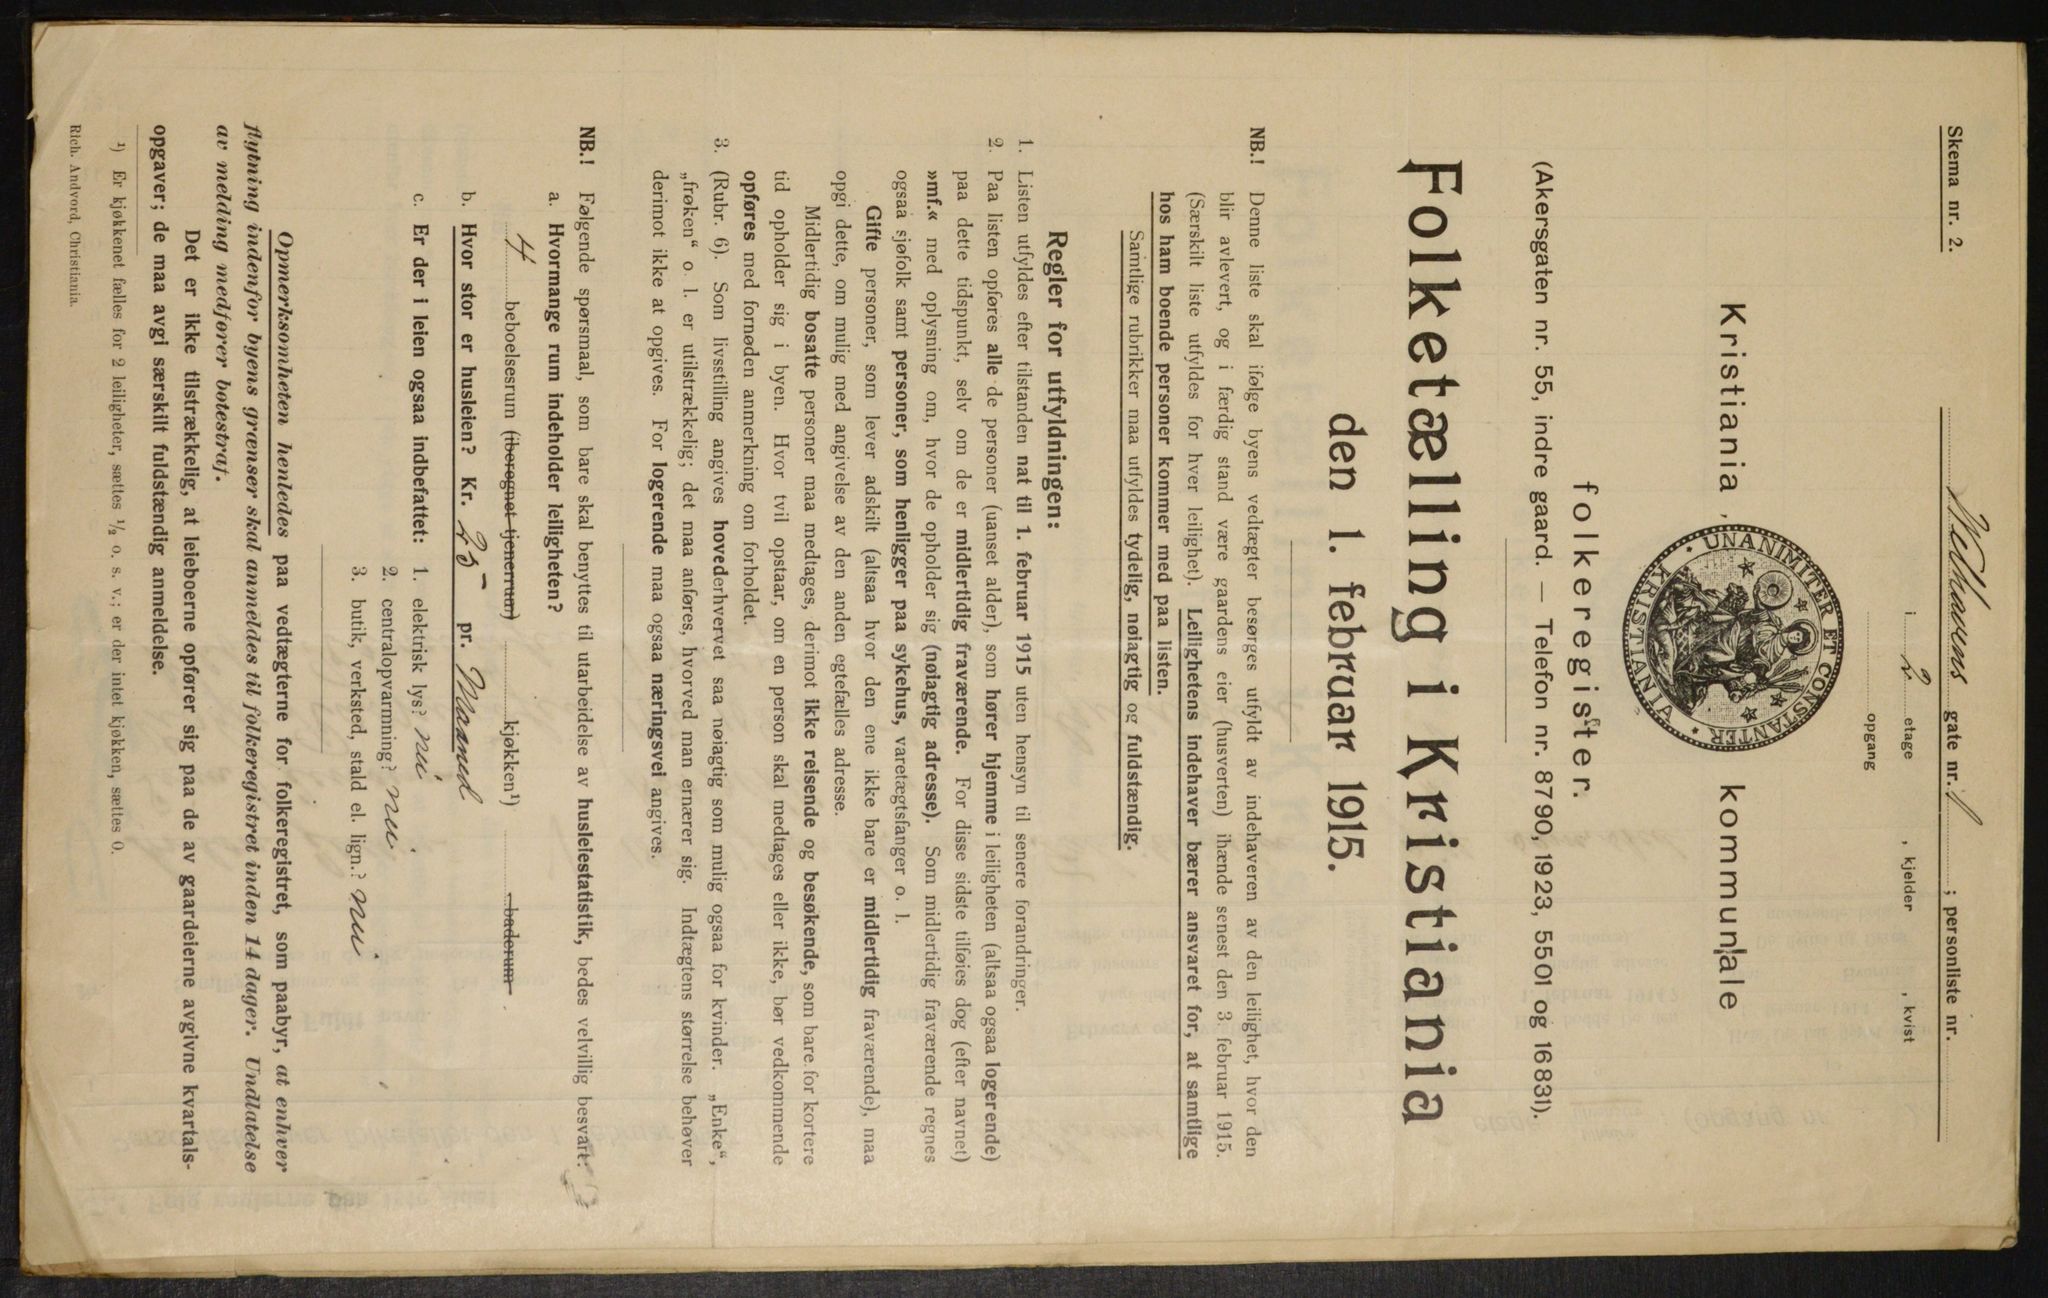 Skema nr. 2.
Welhavens gate nr. 1 ; personliste nr.
i 2 etage , kjelder , kvist
opgang
Kristiania kommunale
UNANIMITER ET CONSTANTER
KRISTIANIA
folkeregister.
(Akersgaten nr. 55, indre gaard. — Telefon nr. 8790, 1923, 5501 og 16831).
Folketælling i Kristiania
den 1. februar 1915.
NB.! Denne liste skal ifølge byens vedtægter besørges utfyldt av indehaveren av den leilighet, hvor den
blir avlevert, og i færdig stand være gaardens eier (husverten) ihænde senest den 3 februar 1915.
(Særskilt liste utfyldes for hver leilighet). Leilighetens indehaver bærer ansvaret for, at samtlige
hos ham boende personer kommer med paa listen.
Samtlige rubrikker maa utfyldes tydelig, nøiagtig og fuldstændig.
Regler for utfyldningen:
1. Listen utfyldes efter tilstanden nat til 1. februar 1915 uten hensyn til senere forandringer.
2. Paa listen opføres alle de personer (uanset alder), som hører hjemme i leiligheten (altsaa ogsaa logerende)
paa dette tidspunkt, selv om de er midlertidig fraværende. For disse sidste tilføies dog (efter navnet)
»mf.« med oplysning om, hvor de opholder sig (nøiagtig adresse). Som midlertidig fraværende regnes
ogsaa sjøfolk samt personer, som henligger paa sykehus, varetægtsfanger o. l.
Gifte personer, som lever adskilt (altsaa hvor den ene ikke bare er midlertidig fraværende), maa
opgi dette, om mulig med angivelse av den anden egtefælles adresse.
Midlertidig bosatte personer maa medtages, derimot ikke reisende og besøkende, som bare for kortere
tid opholder sig i byen. Hvor tvil opstaar, om en person skal medtages eller ikke, bør vedkommende
opføres med fornøden anmerkning om forholdet.
3. (Rubr. 6). Som livsstilling angives hovederhvervet saa nøiagtig som mulig ogsaa for kvinder. „Enke“,
„frøken“ o. l. er utilstrækkelig; det maa anføres, hvorved man ernærer sig. Indtægtens størrelse behøver
derimot ikke at opgives. For logerende maa ogsaa næringsvei angives.
NB.! Følgende spørsmaal, som bare skal benyttes til utarbeidelse av husleiestatistik, bedes velvillig besvart:
a. Hvormange rum indeholder leiligheten?
4 beboelsesrum (iberegnet tjenerrum) kjøkken¹) baderum
b. Hvor stor er husleien? Kr. 25- pr. Maaned
c. Er der i leien ogsaa indbefattet: 1. elektrisk lys? nei
2. centralopvarmning? nei
3. butik, verksted, stald el. lign.? nei
Opmerksomheten henledes paa vedtægterne for folkeregistret, som paabyr, at enhver
flytning indenfor byens grænser skal anmeldes til folkeregistret inden 14 dager. Undlatelse
av melding medfører botestraf.
Det er ikke tilstrækkelig, at leieboerne opfører sig paa de av gaardeierne avgivne kvartals-
opgaver; de maa avgi særskilt fuldstændig anmeldelse.
¹) Er kjøkkenet fælles for 2 leiligheter, sættes ¹/₂ o. s. v.; er der intet kjøkken, sættes 0.
Rich. Andvord, Christiania.